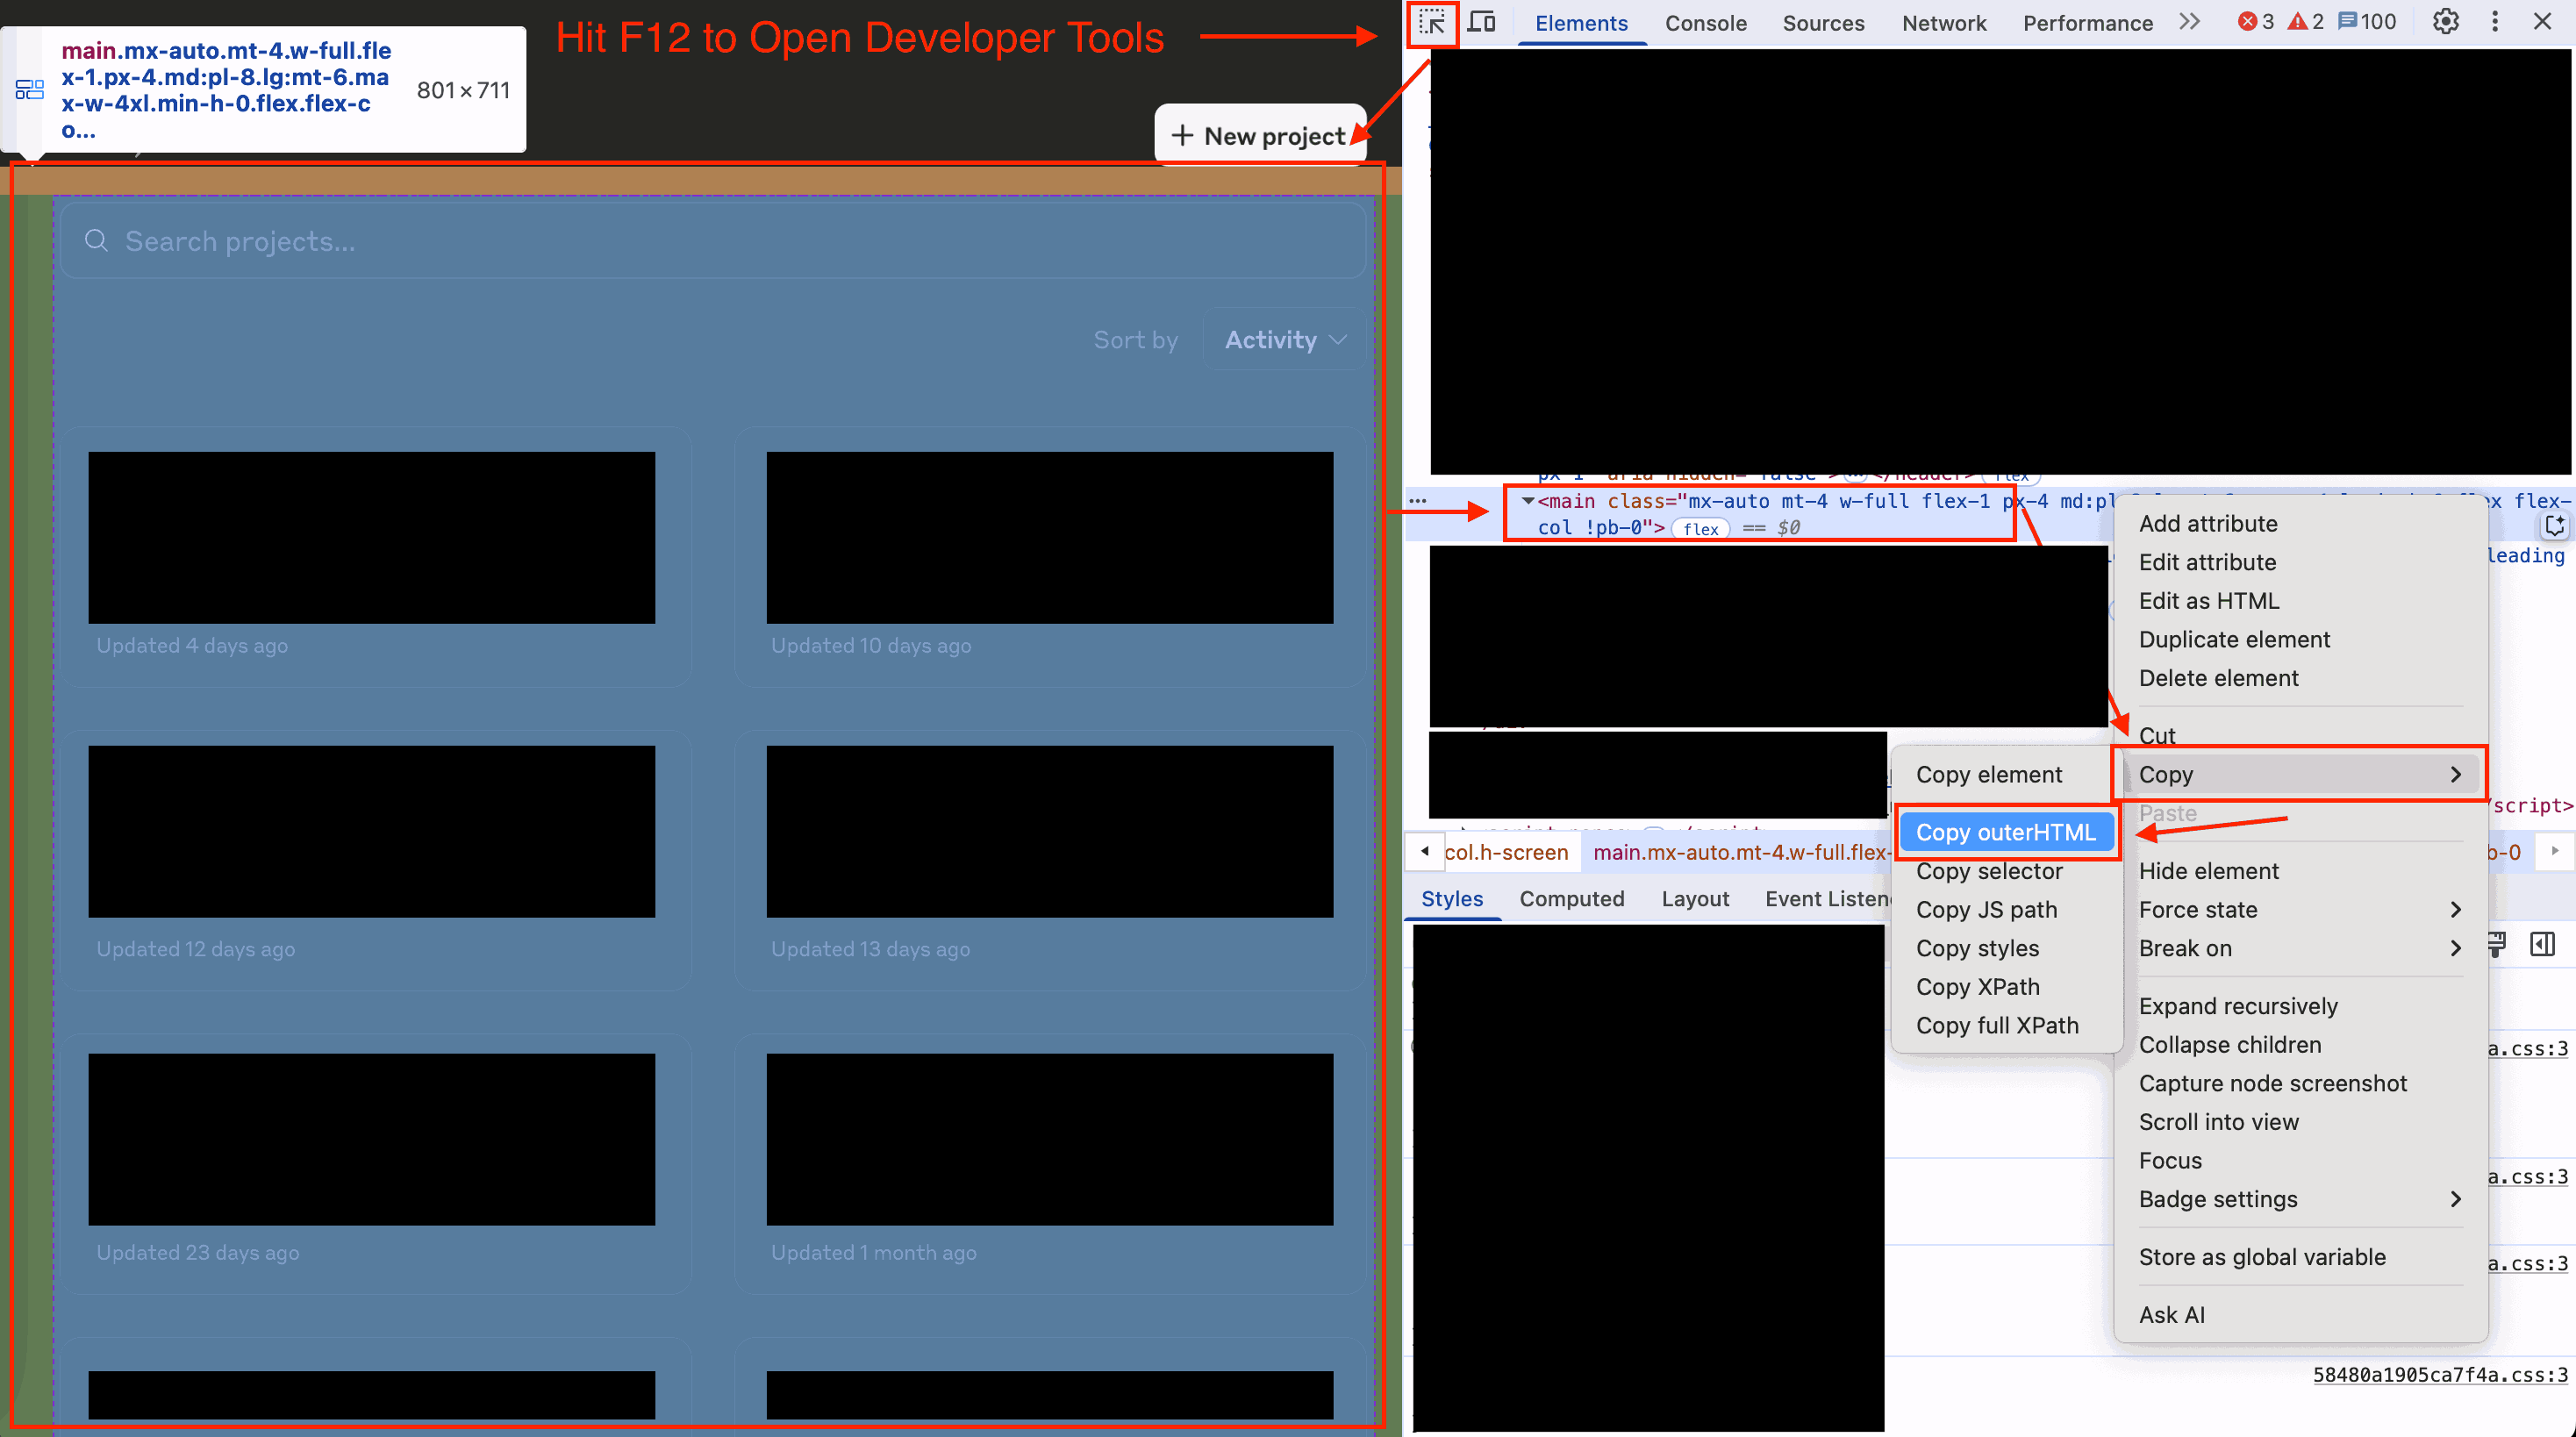 Hit F12 to Open Developer Tools
main.mx-auto.mt-4.w-full.fle
x-1.px-4.md:pl-8.lg:mt-6.ma
x-w-4xl.min-h-0.flex.flex-c
o...
801 × 711
+ New project
Search projects...
Sort by
Activity
Updated 4 days ago
Updated 10 days ago
Updated 12 days ago
Updated 13 days ago
Updated 23 days ago
Updated 1 month ago
Elements
Console
Sources
Network
Performance
3
2
100
<main class="mx-auto mt-4 w-full flex-1 px-4 md:pl
flex-
col !pb-0">
flex
== $0
leading
/script>
col.h-screen
main.mx-auto.mt-4.w-full.flex-
b-0
Styles
Computed
Layout
Event Listen
Add attribute
Edit attribute
Edit as HTML
Duplicate element
Delete element
Cut
Copy
Paste
Hide element
Force state
Break on
Expand recursively
Collapse children
Capture node screenshot
Scroll into view
Focus
Badge settings
Store as global variable
Ask AI
Copy element
Copy outerHTML
Copy selector
Copy JS path
Copy styles
Copy XPath
Copy full XPath
a.css:3
a.css:3
a.css:3
58480a1905ca7f4a.css:3